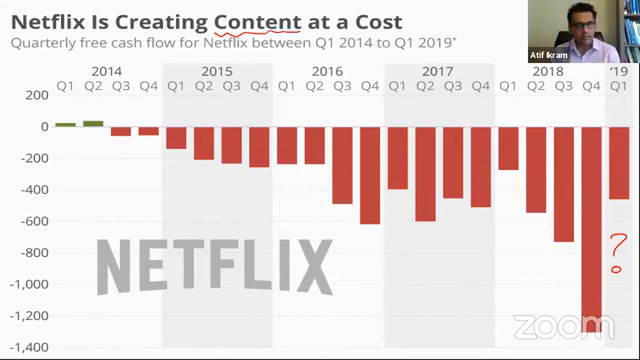 Netflix Is Creating Content at a Cost
Quarterly free cash flow for Netflix between Q1 2014 to Q1 2019*
Atif Ikram
2014 2015 2016 2017 2018 '19
Q1 Q2 Q3 Q4 Q1 Q2 Q3 Q4 Q1 Q2 Q3 Q4 Q1 Q2 Q3 Q4 Q1 Q2 Q3 Q4 Q1
200
0
-200
-400
-600
-800
-1,000
-1,200
-1,400
NETFLIX
?
zoom